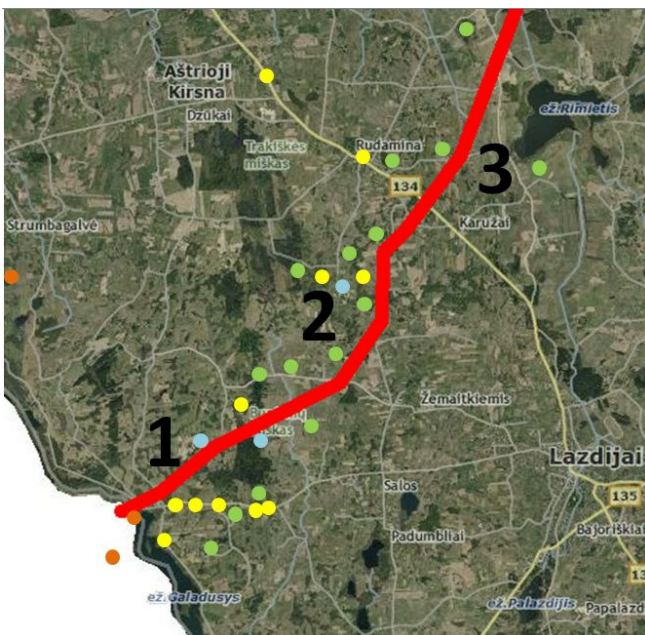 Aštrioji
Kirsna
Dzūkai
ež.Rimietis
Trakiškės
miškas
Rudamina
3
134
Strumbagalvė
Karužai
2
Žemaitkiemis
1
miškas
Lazdijai
Salos
135
Padumbliai
Bajoriškiai
13
ež.Galadusys
ež.Palazdijis
Papalazd